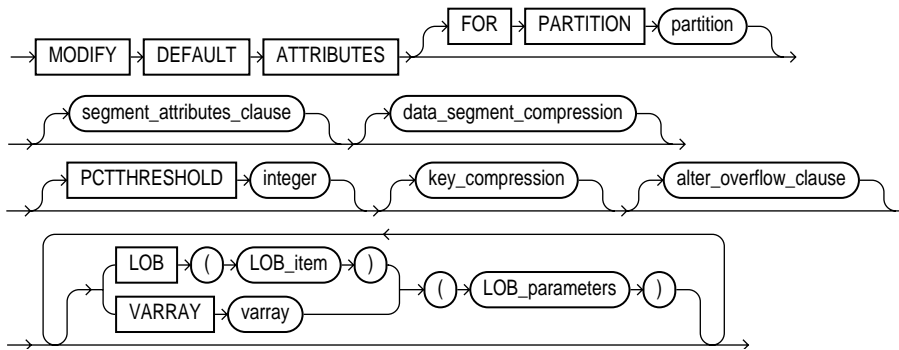 FOR PARTITION partition
MODIFY DEFAULT ATTRIBUTES
segment_attributes_clause data_segment_compression
PCTTHRESHOLD integer key_compression alter_overflow_clause
LOB ( LOB_item )
( LOB_parameters )
VARRAY varray